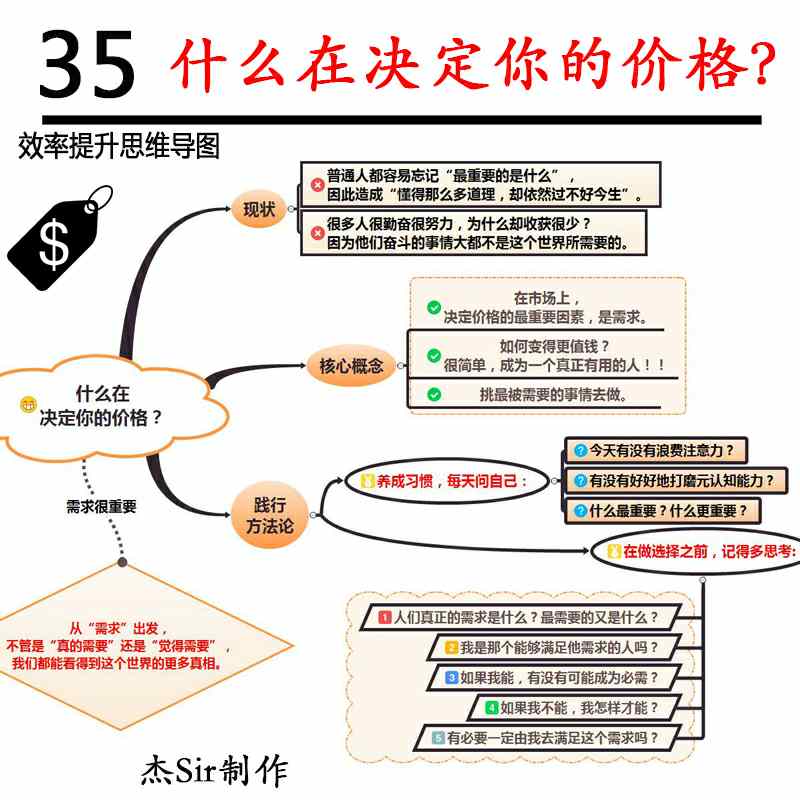 35 什么在决定你的价格?
效率提升思维导图
$
现状
普通人都容易忘记“最重要的是什么”，
因此造成“懂得那么多道理，却依然过不好今生”。
很多人很勤奋很努力，为什么却收获很少？
因为他们奋斗的事情大都不是这个世界所需要的。
什么在
决定你的价格？
核心概念
在市场上，
决定价格的最重要因素，是需求。
如何变得更值钱？
很简单，成为一个真正有用的人！！
挑最被需要的事情去做。
需求很重要
从“需求”出发，
不管是“真的需要”还是“觉得需要”，
我们都能看得到这个世界的更多真相。
践行
方法论
养成习惯，每天问自己：
? 今天有没有浪费注意力？
? 有没有好好地打磨元认知能力？
? 什么最重要？什么更重要？
在做选择之前，记得多思考:
1 人们真正的需求是什么？最需要的又是什么？
2 我是那个能够满足他需求的人吗？
3 如果我能，有没有可能成为必需？
4 如果我不能，我怎样才能？
5 有必要一定由我去满足这个需求吗？
杰Sir制作